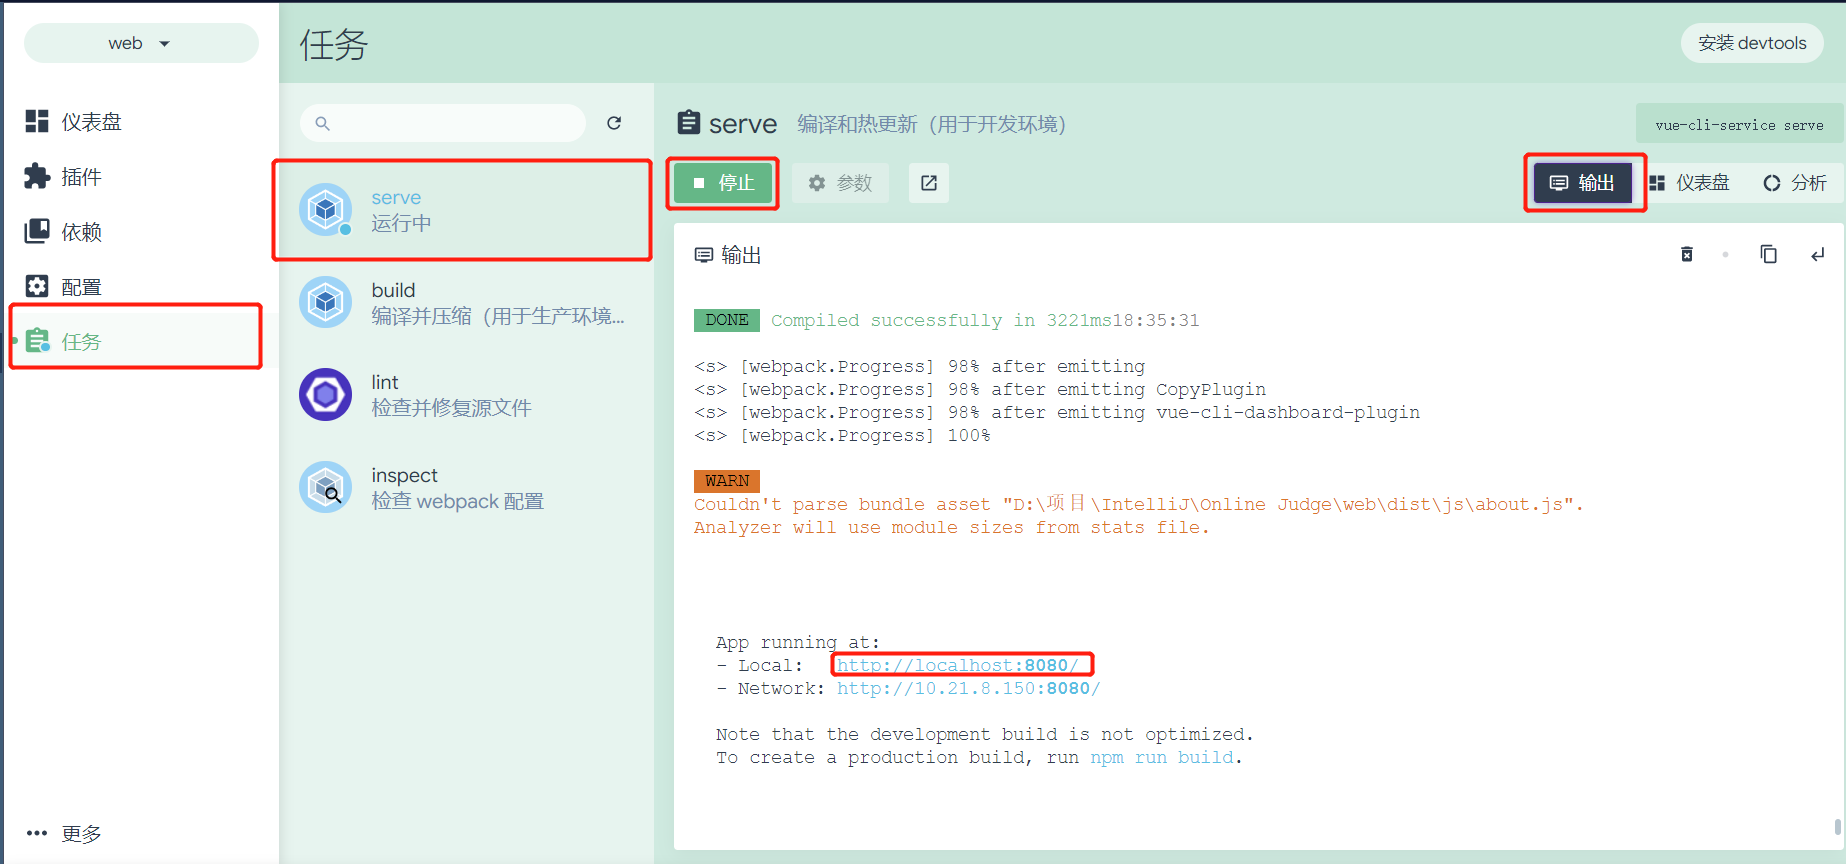 web
仪表盘
插件
依赖
配置
任务
更多
任务
安装 devtools
serve
运行中
build
编译并压缩（用于生产环境...
lint
检查并修复源文件
inspect
检查 webpack 配置
serve 编译和热更新（用于开发环境）
vue-cli-service serve
停止 参数
输出 仪表盘 分析
输出
DONE Compiled successfully in 3221ms18:35:31
<s> [webpack.Progress] 98% after emitting
<s> [webpack.Progress] 98% after emitting CopyPlugin
<s> [webpack.Progress] 98% after emitting vue-cli-dashboard-plugin
<s> [webpack.Progress] 100%
WARN
Couldn't parse bundle asset "D:\项目\IntelliJ\Online Judge\web\dist\js\about.js".
Analyzer will use module sizes from stats file.
App running at:
- Local: http://localhost:8080/
- Network: http://10.21.8.150:8080/
Note that the development build is not optimized.
To create a production build, run npm run build.